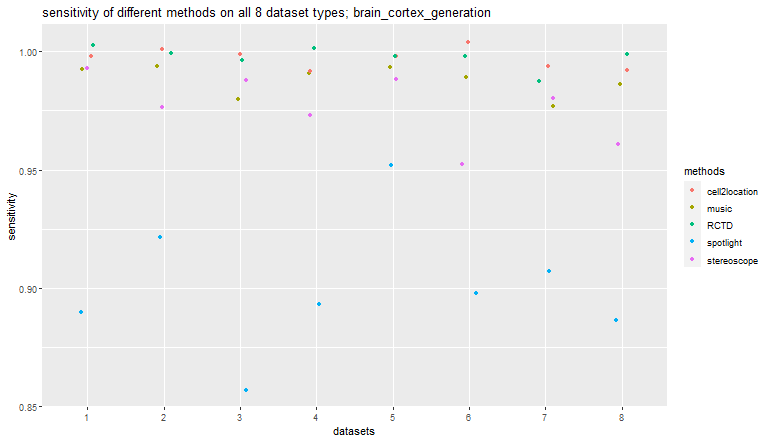 sensitivity of different methods on all 8 dataset types; brain_cortex_generation
1.00
0.95
0.90
0.85
sensitivity
1 2 3 4 5 6 7 8
datasets
methods
cell2location
music
RCTD
spotlight
stereoscope